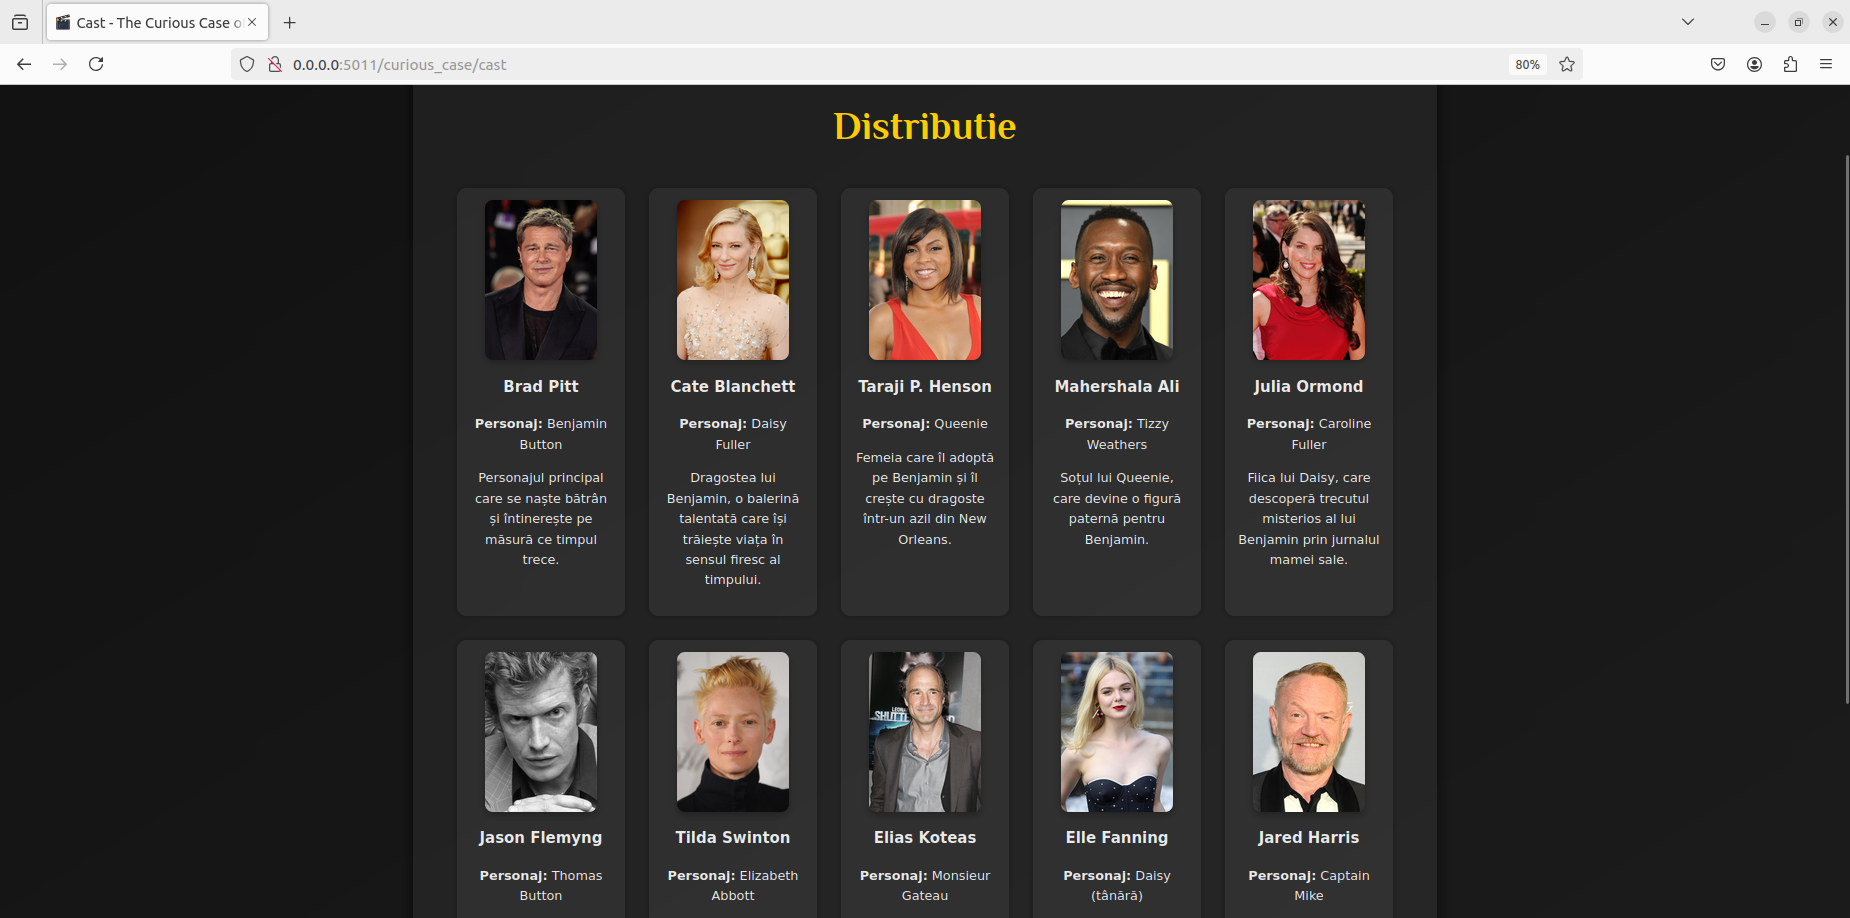 Cast - The Curious Case o
0.0.0.0:5011/curious_case/cast
80%
Distributie
Brad Pitt
Personaj: Benjamin
Button
Personajul principal
care se naște bătrân
și întinerește pe
măsură ce timpul
trece.
Cate Blanchett
Personaj: Daisy
Fuller
Dragostea lui
Benjamin, o balerină
talentată care își
trăiește viața în
sensul firesc al
timpului.
Taraji P. Henson
Personaj: Queenie
Femeia care îl adoptă
pe Benjamin și îl
crește cu dragoste
într-un azil din New
Orleans.
Mahershala Ali
Personaj: Tizzy
Weathers
Soțul lui Queenie,
care devine o figură
paternă pentru
Benjamin.
Julia Ormond
Personaj: Caroline
Fuller
Fiica lui Daisy, care
descoperă trecutul
misterios al lui
Benjamin prin jurnalul
mamei sale.
Jason Flemyng
Personaj: Thomas
Button
Tilda Swinton
Personaj: Elizabeth
Abbott
Elias Koteas
Personaj: Monsieur
Gateau
Elle Fanning
Personaj: Daisy
(tânără)
Jared Harris
Personaj: Captain
Mike